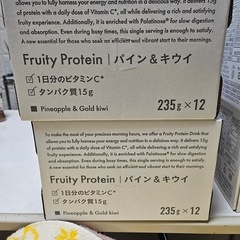 allows you to fully harness your energy and nutrition in a delicious way. It delivers 15g
of protein with a daily dose of Vitamin C*, all while delivering a rich and satisfying
fruity experience. Additionally, it is enriched with Palatinose® for slow digestion
and absorption. Even during this busy time, this single serving is enough to satisfy.
A new essential for those who seek an efficient and vibrant start to their mornings.
Fruity Protein | パイン＆キウイ
1日分のビタミンC*
タンパク質15g
Pineapple & Gold kiwi
235g×12
To make the most of your precious morning hours, we offer a Fruity Protein Drink that
allows you to fully harness your energy and nutrition in a delicious way. It delivers 15g
of protein with a daily dose of Vitamin C*, all while delivering a rich and satisfying
fruity experience. Additionally, it is enriched with Palatinose® for slow digestion
and absorption. Even during this busy time, this single serving is enough to satisfy.
A new essential for those who seek an efficient and vibrant start to their mornings.
Fruity Protein | パイン＆キウイ
1日分のビタミンC*
タンパク質15g
Pineapple & Gold kiwi
235g×12